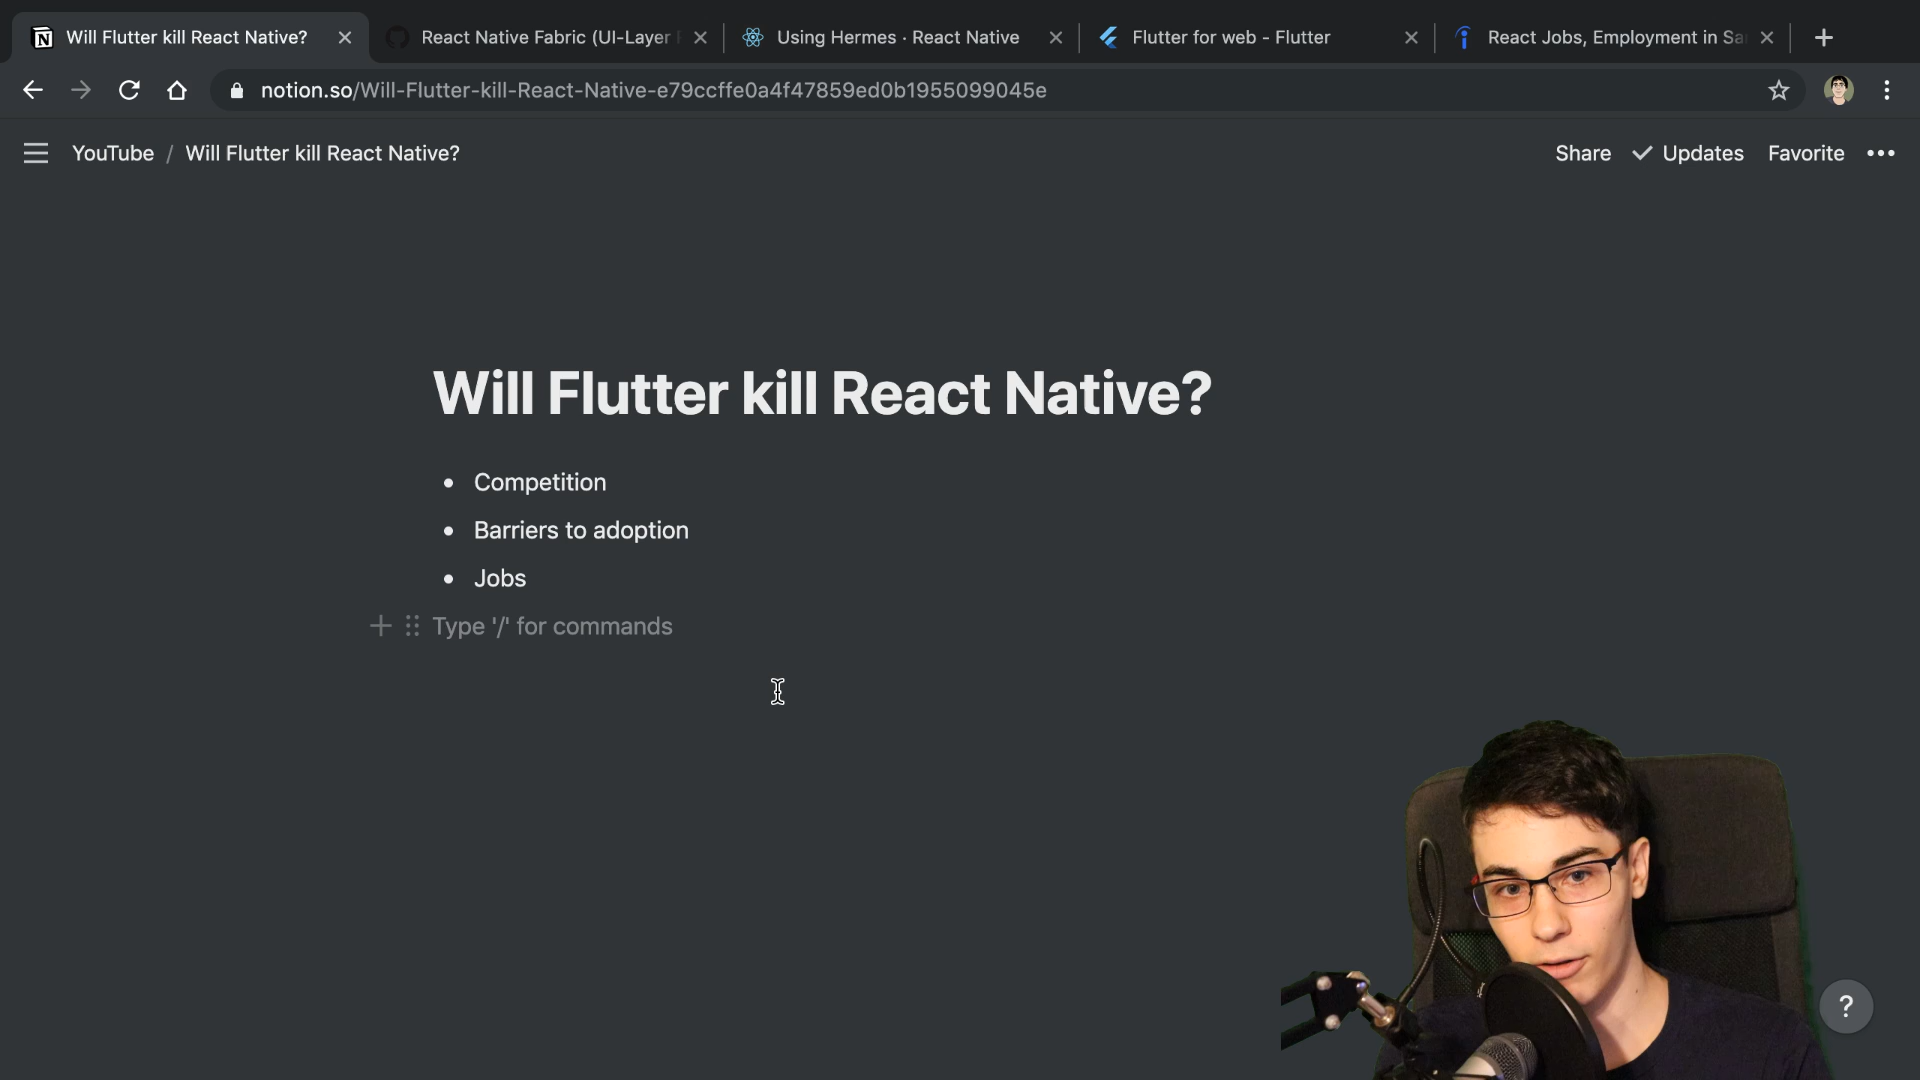 Will Flutter kill React Native?
React Native Fabric (UI-Layer
Using Hermes · React Native
Flutter for web - Flutter
React Jobs, Employment in Sa
notion.so/Will-Flutter-kill-React-Native-e79ccffe0a4f47859ed0b1955099045e
YouTube / Will Flutter kill React Native?
Share
Updates
Favorite
Will Flutter kill React Native?
• Competition
• Barriers to adoption
• Jobs
Type '/' for commands
?